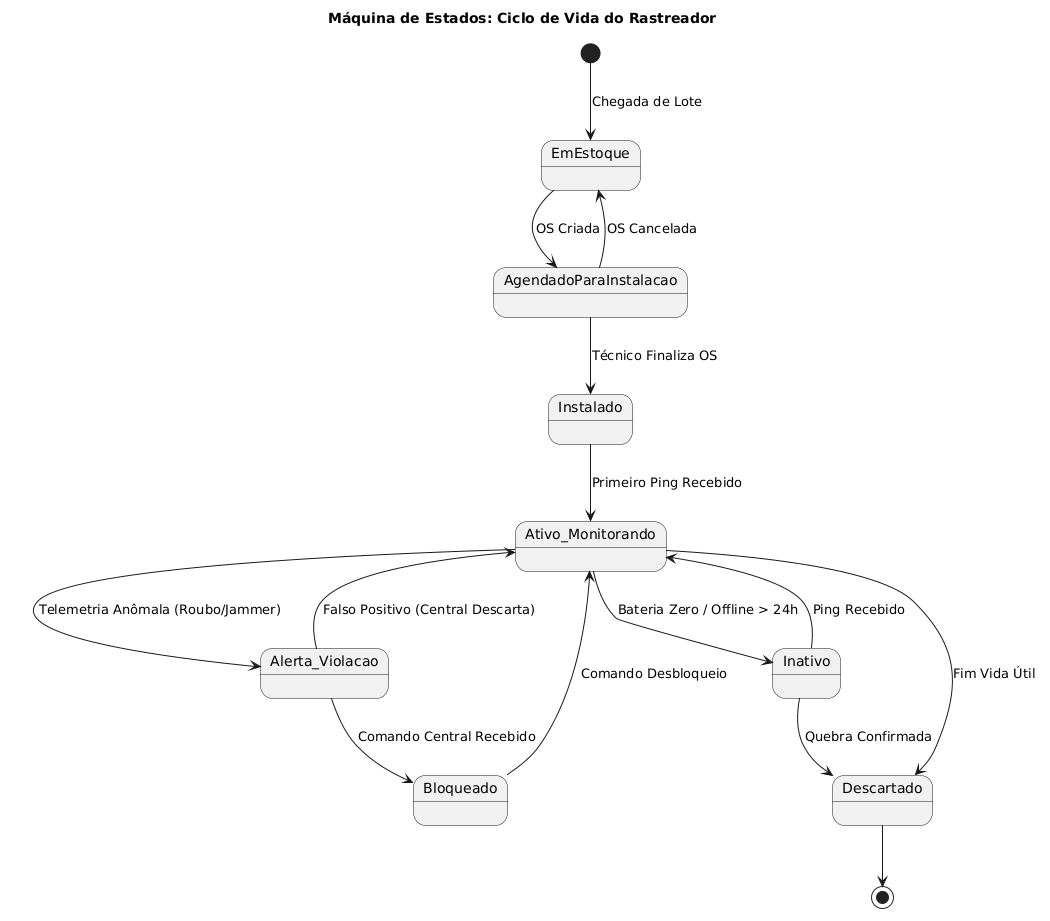 Máquina de Estados: Ciclo de Vida do Rastreador
Chegada de Lote
EmEstoque
OS Criada
OS Cancelada
AgendadoParaInstalacao
Técnico Finaliza OS
Instalado
Primeiro Ping Recebido
Ativo_Monitorando
Telemetria Anômala (Roubo/Jammer)
Falso Positivo (Central Descarta)
Bateria Zero / Offline > 24h
Ping Recebido
Alerta_Violacao
Inativo
Comando Desbloqueio
Fim Vida Útil
Comando Central Recebido
Quebra Confirmada
Bloqueado
Descartado